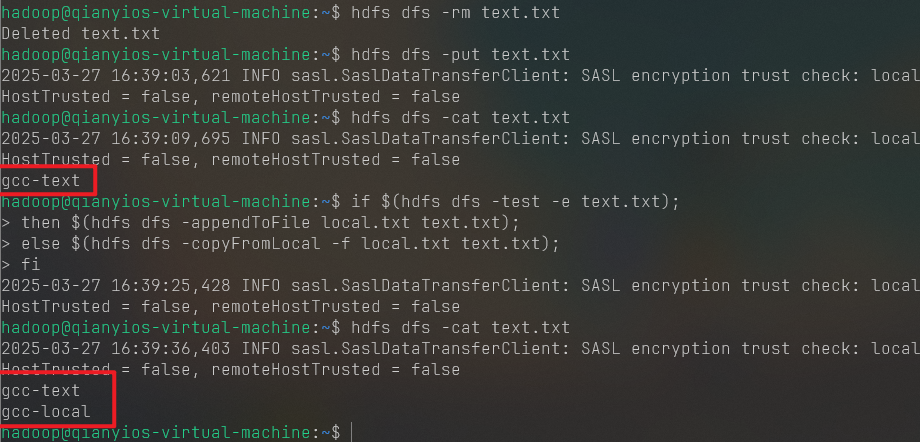 hadoop@qianyios-virtual-machine:~$ hdfs dfs -rm text.txt
Deleted text.txt
hadoop@qianyios-virtual-machine:~$ hdfs dfs -put text.txt
2025-03-27 16:39:03,621 INFO sasl.SaslDataTransferClient: SASL encryption trust check: local
HostTrusted = false, remoteHostTrusted = false
hadoop@qianyios-virtual-machine:~$ hdfs dfs -cat text.txt
2025-03-27 16:39:09,695 INFO sasl.SaslDataTransferClient: SASL encryption trust check: local
HostTrusted = false, remoteHostTrusted = false
gcc-text
hadoop@qianyios-virtual-machine:~$ if $(hdfs dfs -test -e text.txt);
> then $(hdfs dfs -appendToFile local.txt text.txt);
> else $(hdfs dfs -copyFromLocal -f local.txt text.txt);
> fi
2025-03-27 16:39:25,428 INFO sasl.SaslDataTransferClient: SASL encryption trust check: local
HostTrusted = false, remoteHostTrusted = false
hadoop@qianyios-virtual-machine:~$ hdfs dfs -cat text.txt
2025-03-27 16:39:36,403 INFO sasl.SaslDataTransferClient: SASL encryption trust check: local
HostTrusted = false, remoteHostTrusted = false
gcc-text
gcc-local
hadoop@qianyios-virtual-machine:~$